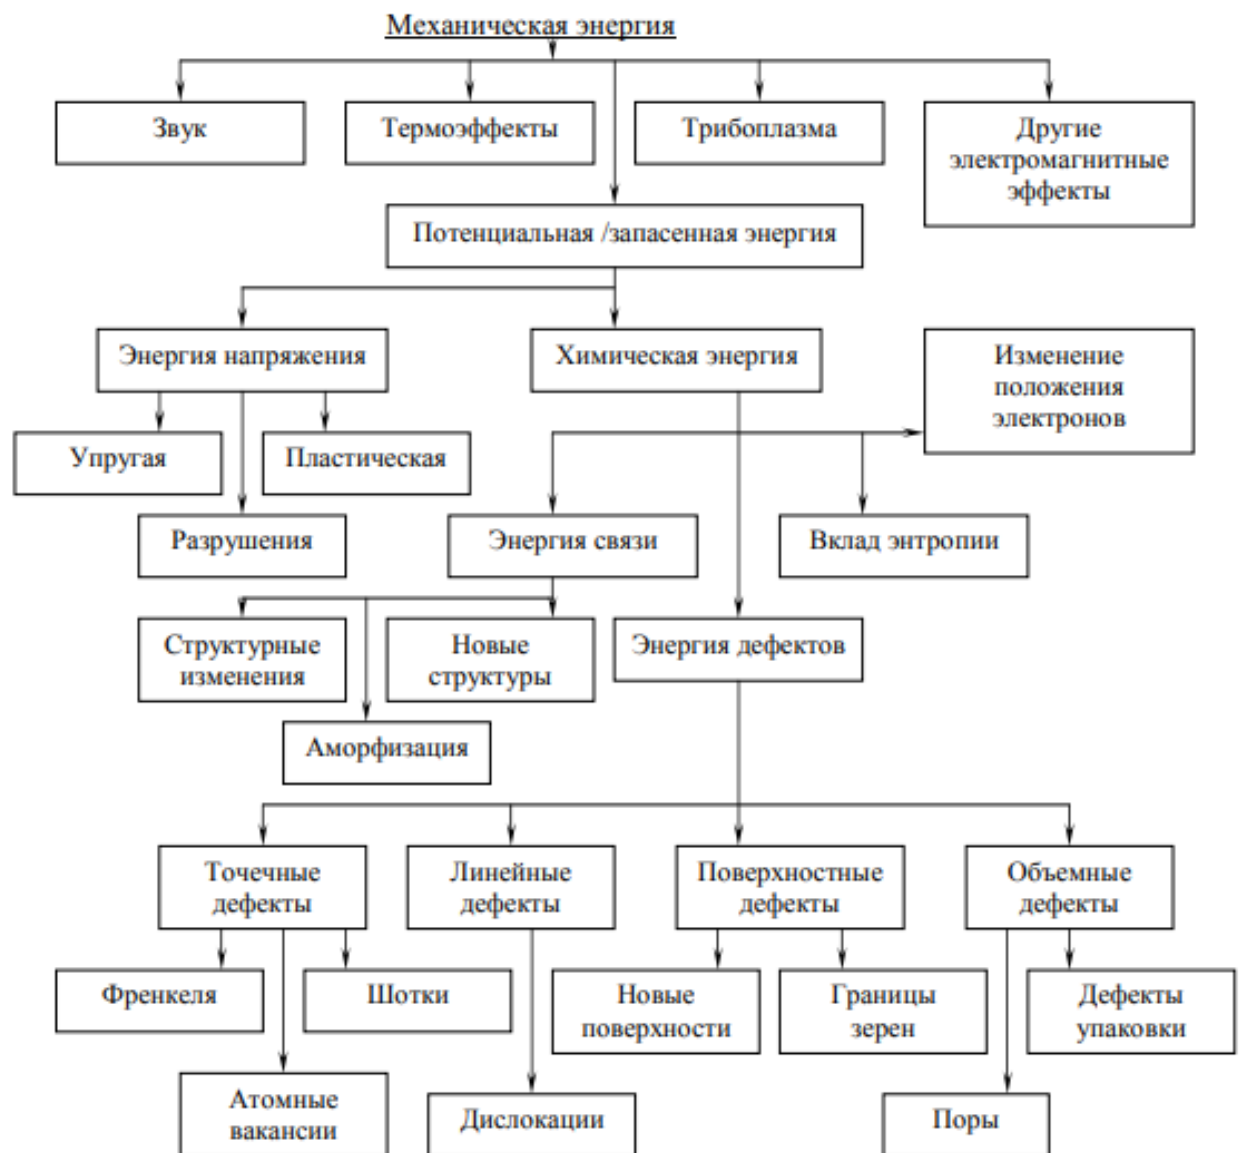 Механическая энергия
Звук
Термоэффекты
Трибоплазма
Другие
электромагнитные
эффекты
Потенциальная /запасенная энергия
Энергия напряжения
Химическая энергия
Изменение
положения
электронов
Упругая
Пластическая
Разрушения
Энергия связи
Вклад энтропии
Структурные
изменения
Новые
структуры
Энергия дефектов
Аморфизация
Точечные
дефекты
Линейные
дефекты
Поверхностные
дефекты
Объемные
дефекты
Френкеля
Шотки
Новые
поверхности
Границы
зерен
Дефекты
упаковки
Атомные
вакансии
Дислокации
Поры